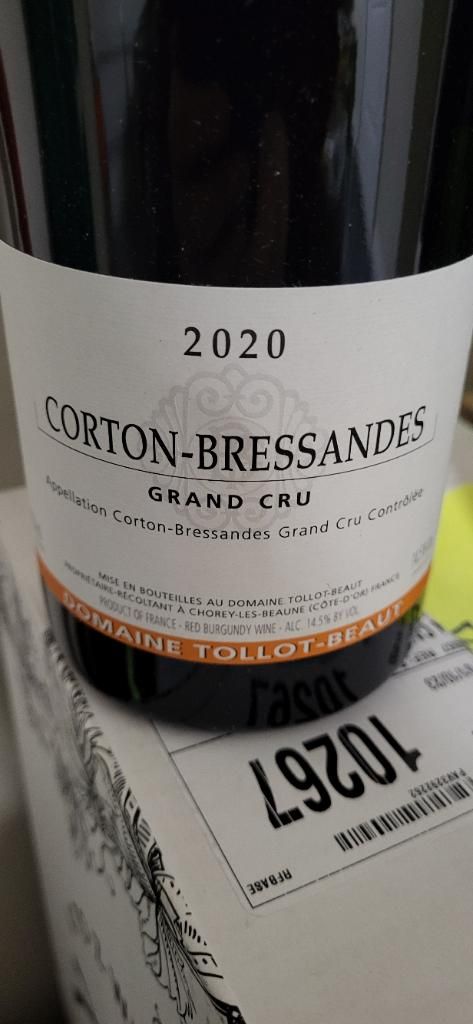 2020
CORTON-BRESSANDES
GRAND CRU
Appellation Corton-Bressandes Grand Cru Contrôlée
MISE EN BOUTEILLES AU DOMAINE TOLLOT-BEAUT
PROPRIÉTAIRE-RÉCOLTANT À CHOREY-LES-BEAUNE (CÔTE-D'OR) FRANCE
PRODUCT OF FRANCE - RED BURGUNDY WINE - ALC. 14.5% BY VOL
DOMAINE TOLLOT-BEAUT
10267
RFBASE